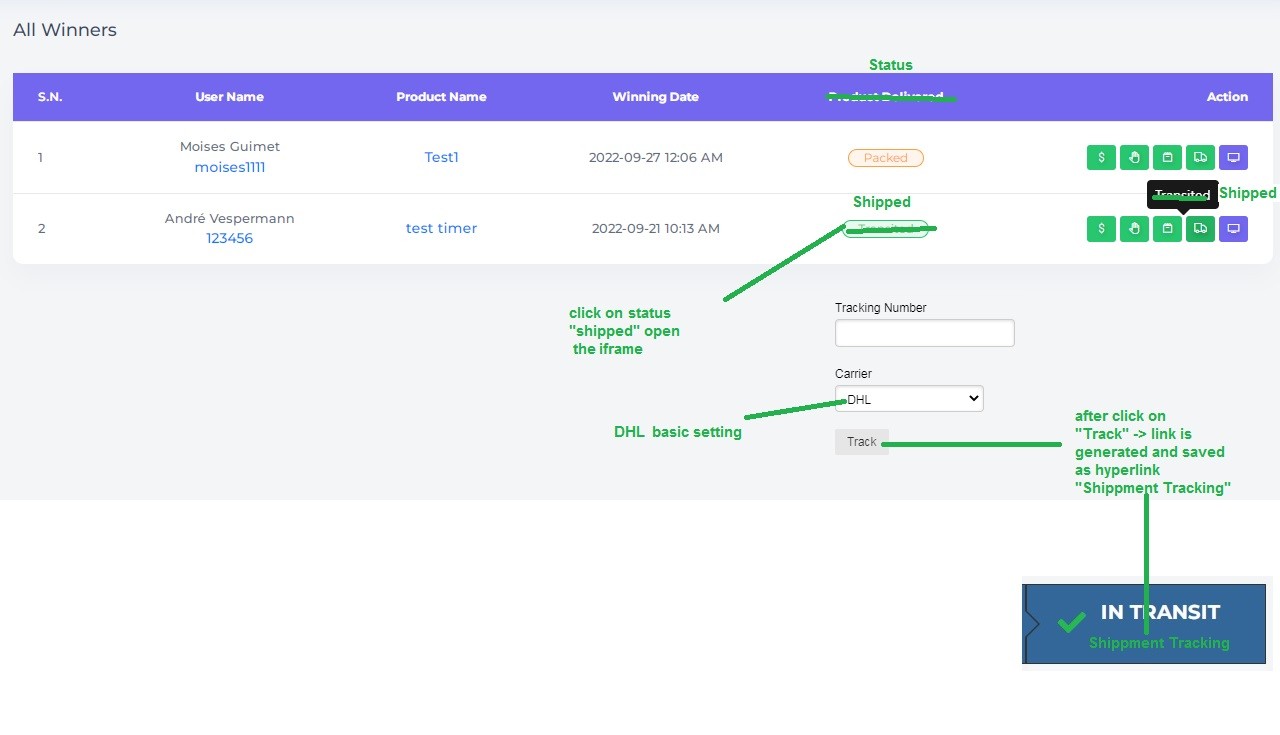 All Winners
Status
S.N. User Name Product Name Winning Date Product Delivered Action
1 Moises Guimet Test1 2022-09-27 12:06 AM Packed $
moises1111
Transited Shipped
Shipped
2 André Vespermann test timer 2022-09-21 10:13 AM Transited $
123456
click on status
"shipped" open
the iframe
Tracking Number
Carrier
DHL
DHL basic setting
Track
after click on
"Track" -> link is
generated and saved
as hyperlink
"Shippment Tracking"
IN TRANSIT
Shippment Tracking